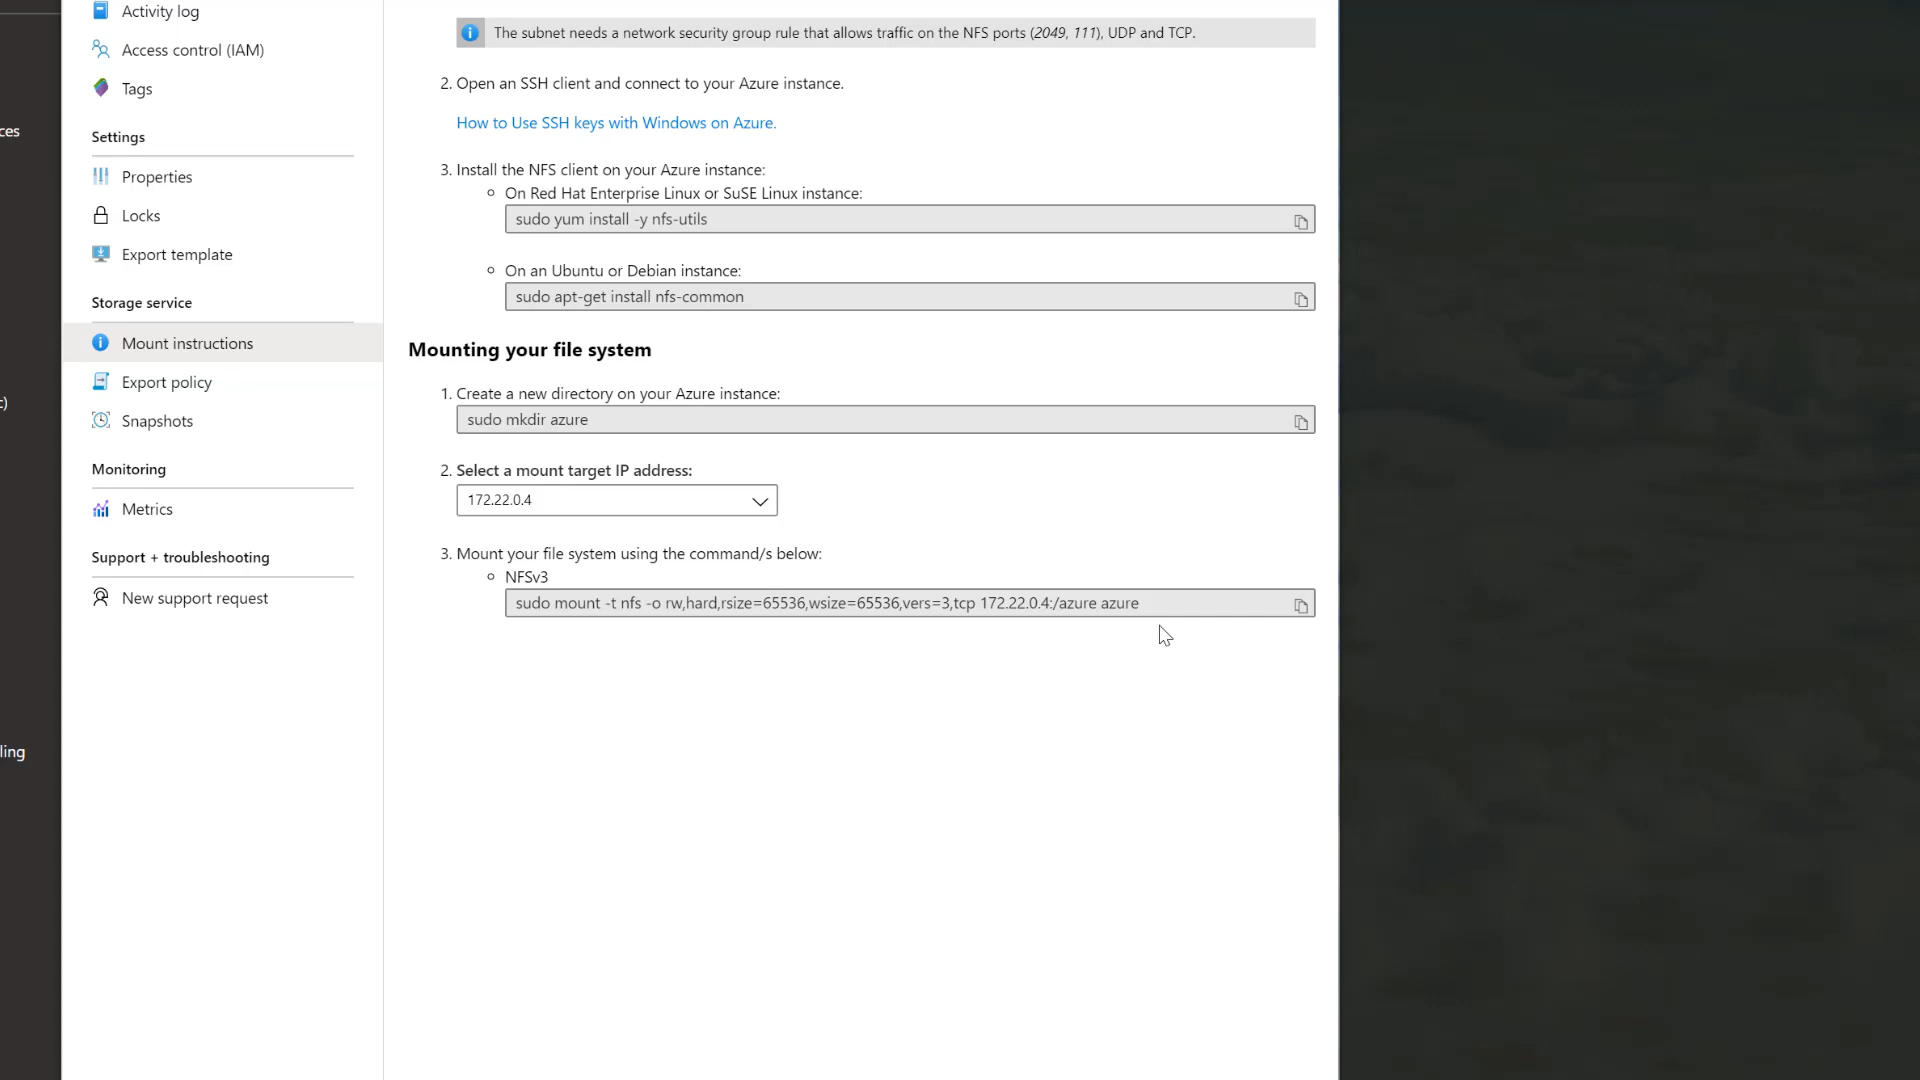 ces
t)
ling
Activity log
Access control (IAM)
Tags
Settings
Properties
Locks
Export template
Storage service
Mount instructions
Export policy
Snapshots
Monitoring
Metrics
Support + troubleshooting
New support request
The subnet needs a network security group rule that allows traffic on the NFS ports (2049, 111), UDP and TCP.
2. Open an SSH client and connect to your Azure instance.
How to Use SSH keys with Windows on Azure.
3. Install the NFS client on your Azure instance:
On Red Hat Enterprise Linux or SuSE Linux instance:
sudo yum install -y nfs-utils
On an Ubuntu or Debian instance:
sudo apt-get install nfs-common
Mounting your file system
1. Create a new directory on your Azure instance:
sudo mkdir azure
2. Select a mount target IP address:
172.22.0.4
3. Mount your file system using the command/s below:
NFSv3
sudo mount -t nfs -o rw,hard,rsize=65536,wsize=65536,vers=3,tcp 172.22.0.4:/azure azure